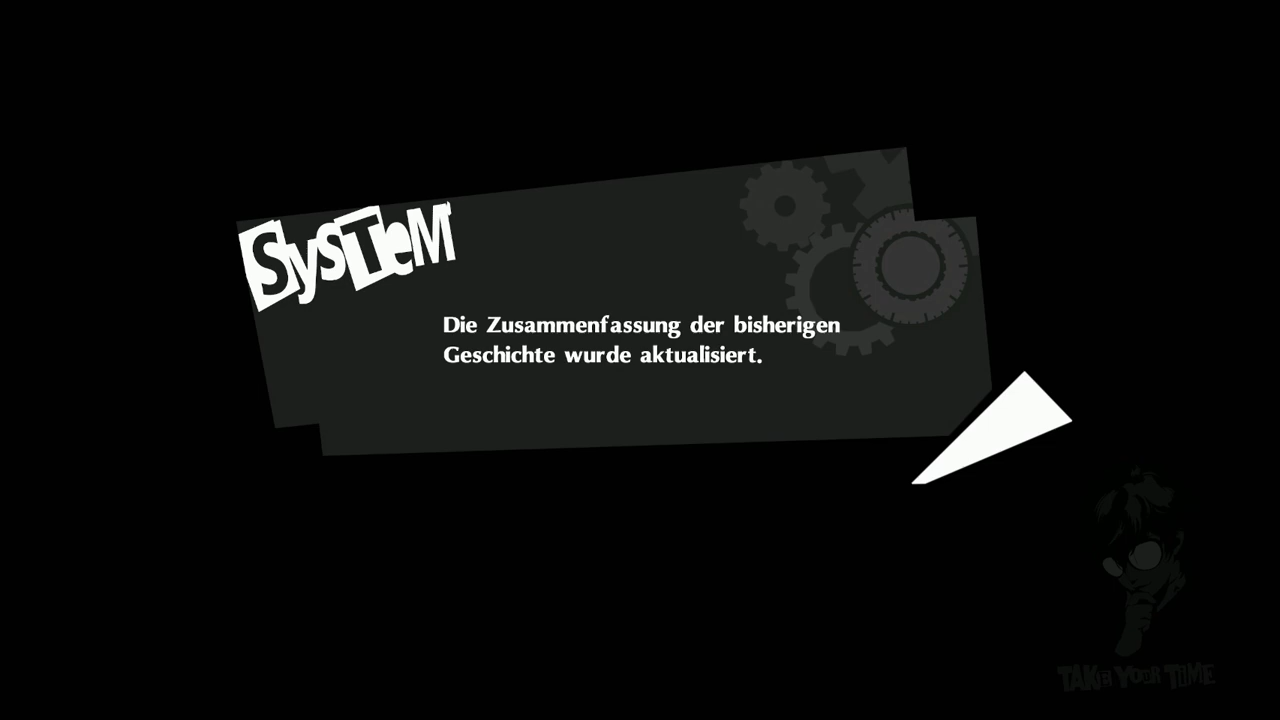 SysTeM
Die Zusammenfassung der bisherigen
Geschichte wurde aktualisiert.
TAKE YOUR TIME